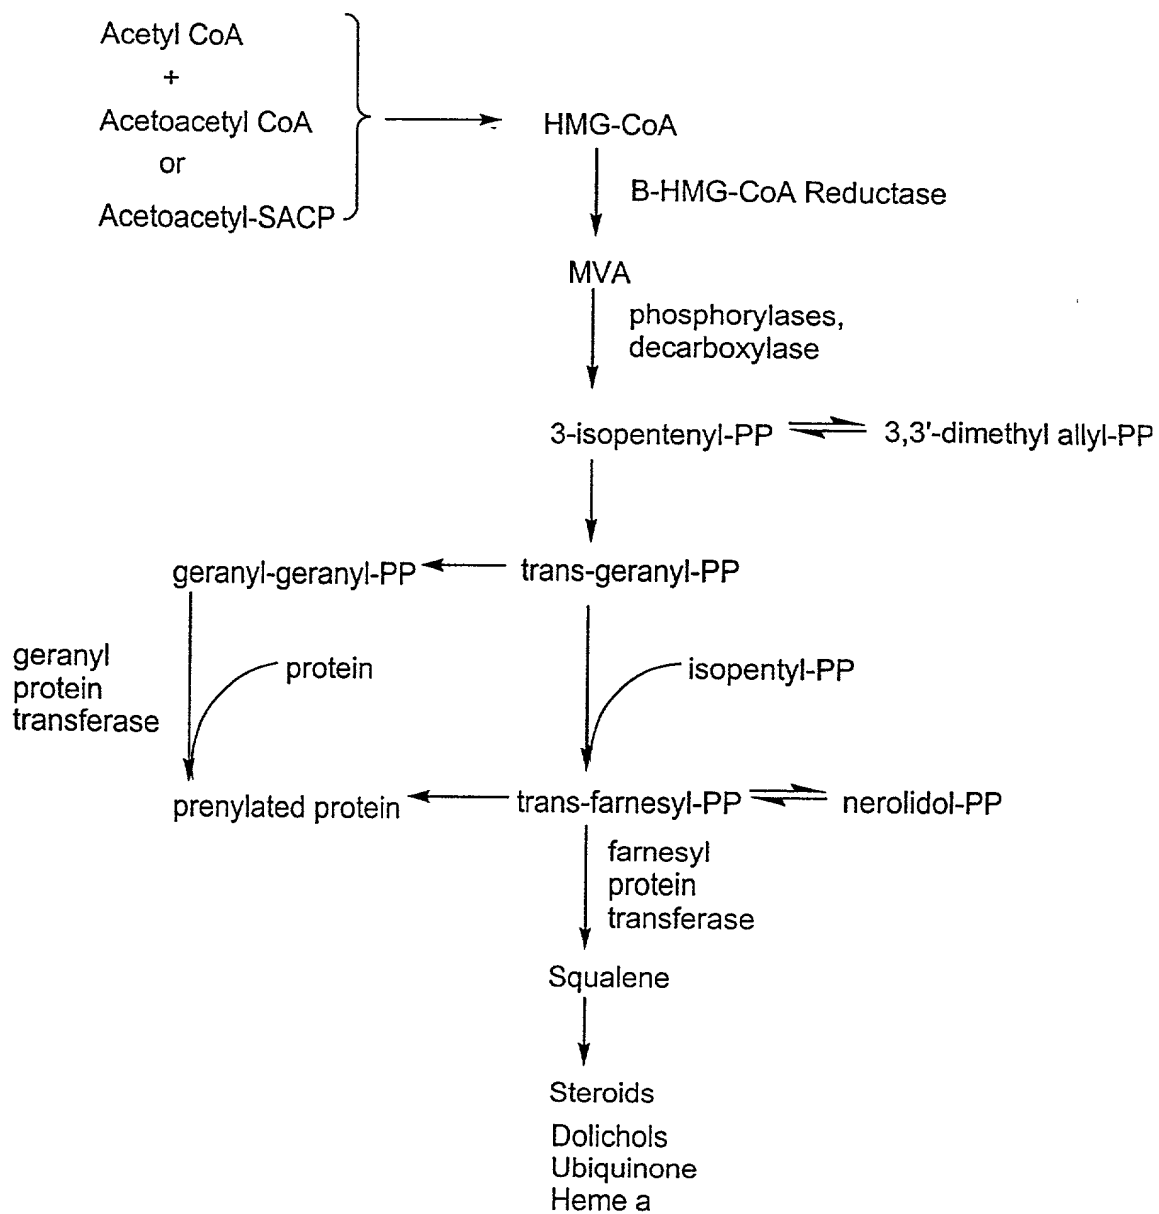 Acetyl CoA
+
Acetoacetyl CoA
or
Acetoacetyl-SACP
HMG-CoA
B-HMG-CoA Reductase
MVA
phosphorylases,
decarboxylase
3-isopentenyl-PP
3,3'-dimethyl allyl-PP
geranyl-geranyl-PP
trans-geranyl-PP
geranyl
protein
transferase
protein
isopentyl-PP
prenylated protein
trans-farnesyl-PP
nerolidol-PP
farnesyl
protein
transferase
Squalene
Steroids
Dolichols
Ubiquinone
Heme a